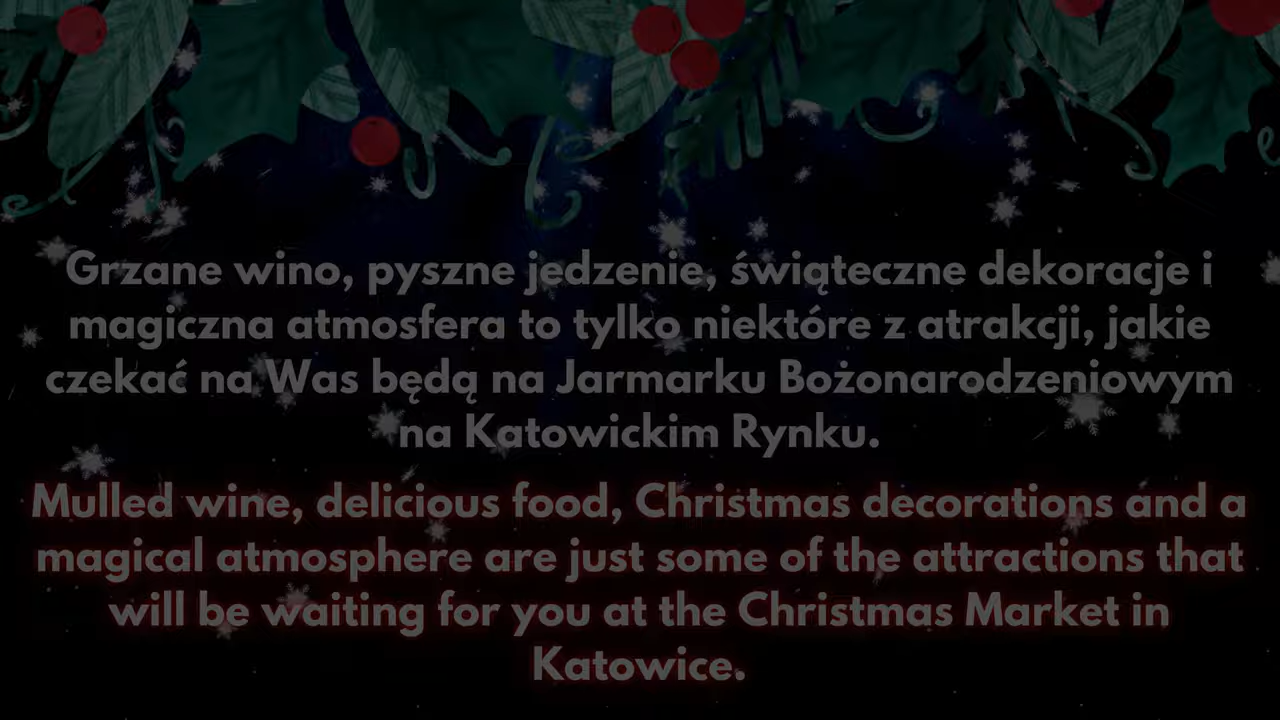 Grzane wino, pyszne jedzenie, świąteczne dekoracje i
magiczna atmosfera to tylko niektóre z atrakcji, jakie
czekać na Was będą na Jarmarku Bożonarodzeniowym
na Katowickim Rynku.
Mulled wine, delicious food, Christmas decorations and a
magical atmosphere are just some of the attractions that
will be waiting for you at the Christmas Market in
Katowice.